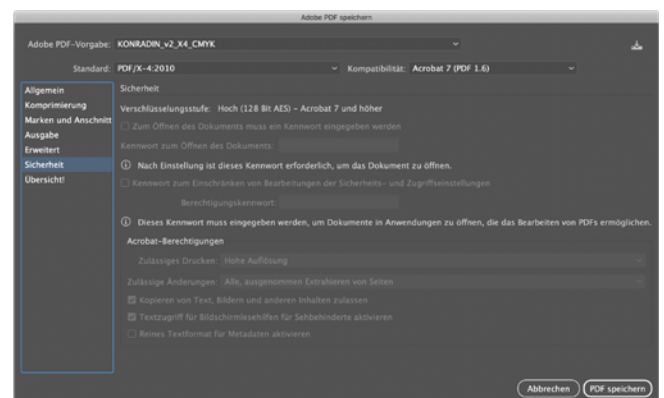 Adobe PDF speichern
Adobe PDF-Vorgabe: KONRADIN_v2_X4_CMYK
Standard: PDF/X-4:2010 Kompatibilität: Acrobat 7 (PDF 1.6)
Allgemein
Komprimierung
Marken und Anschnitt
Ausgabe
Erweitert
Sicherheit
Übersicht!
Sicherheit
Verschlüsselungsstufe: Hoch (128 Bit AES) – Acrobat 7 und höher
Zum Öffnen des Dokuments muss ein Kennwort eingegeben werden
Kennwort zum Öffnen des Dokuments:
Nach Einstellung ist dieses Kennwort erforderlich, um das Dokument zu öffnen.
Kennwort zum Einschränken von Bearbeitungen der Sicherheits- und Zugriffseinstellungen
Berechtigungskennwort:
Dieses Kennwort muss eingegeben werden, um Dokumente in Anwendungen zu öffnen, die das Bearbeiten von PDFs ermöglichen.
Acrobat-Berechtigungen
Zulässiges Drucken: Hohe Auflösung
Zulässige Änderungen: Alle, ausgenommen Extrahieren von Seiten
Kopieren von Text, Bildern und anderen Inhalten zulassen
Textzugriff für Bildschirmlesehilfen für Sehbehinderte aktivieren
Reines Textformat für Metadaten aktivieren
Abbrechen PDF speichern